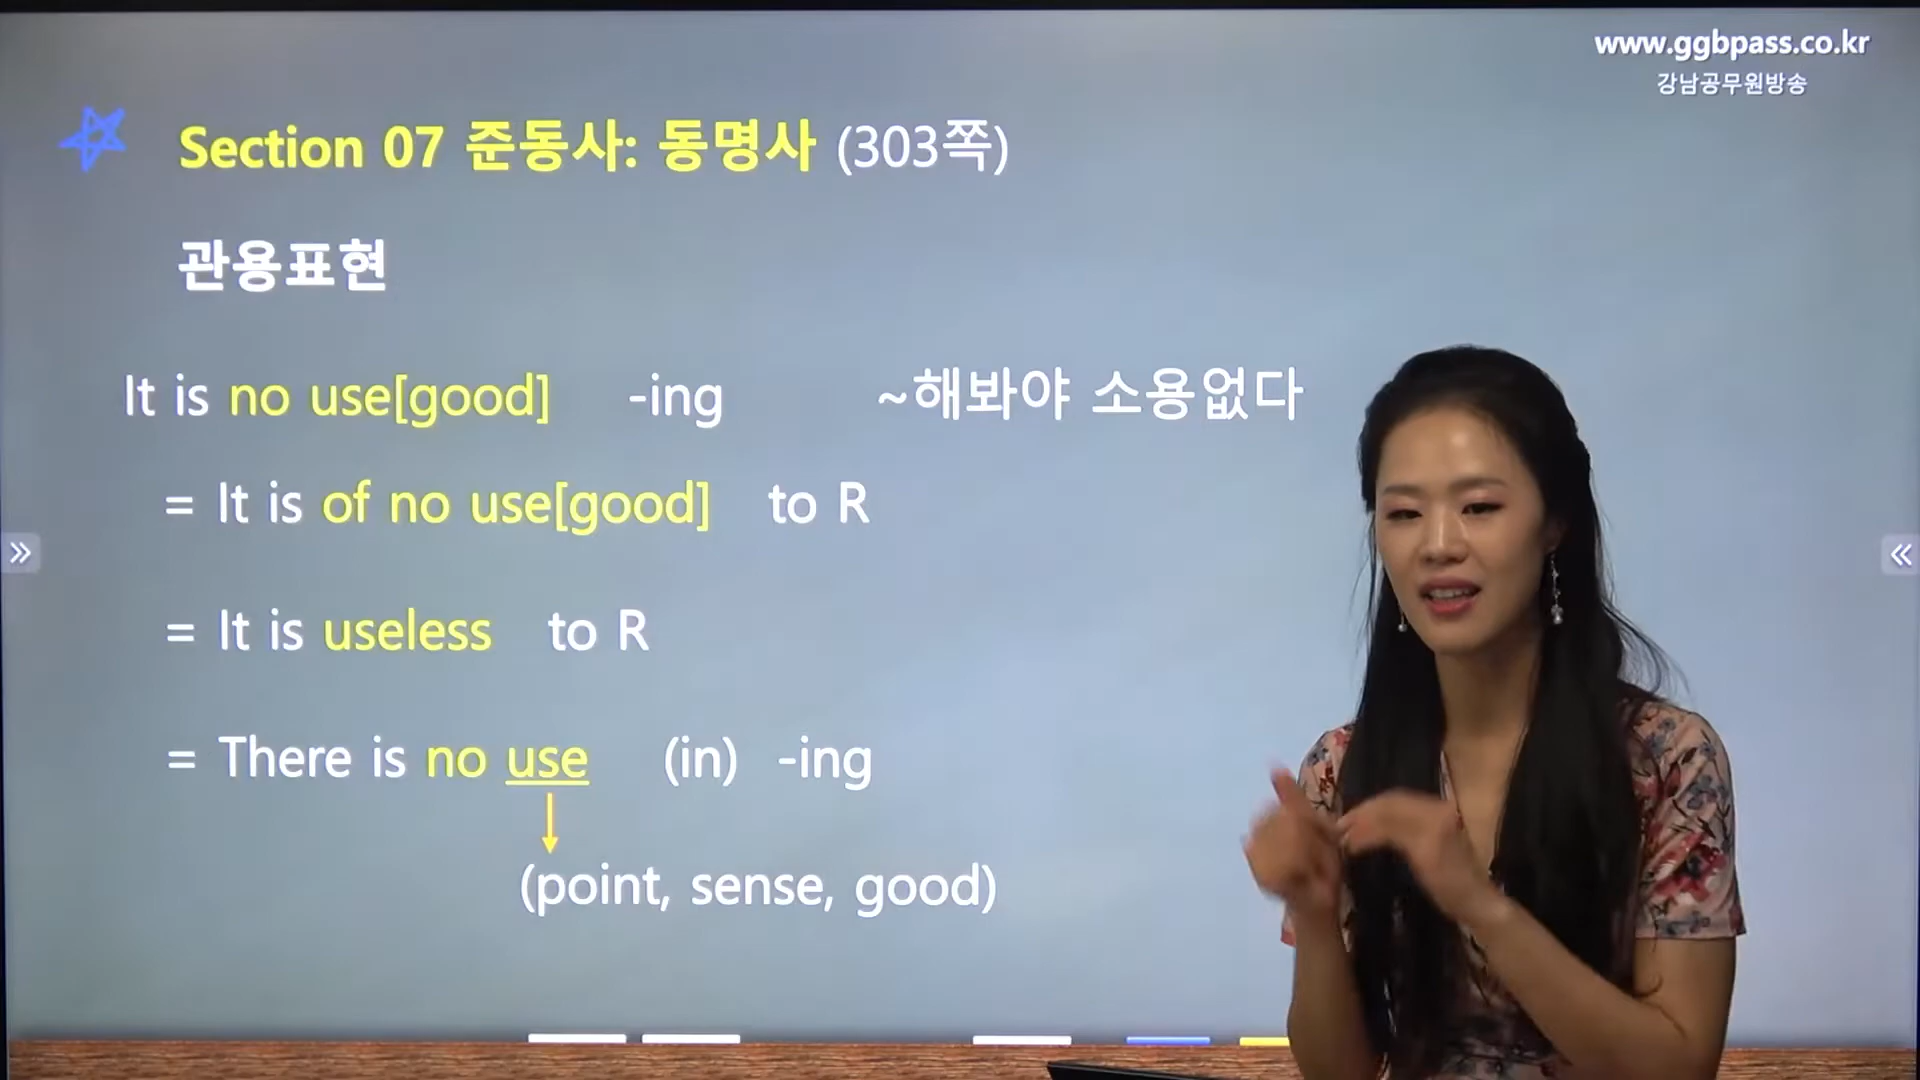 www.ggbpass.co.kr
강남공무원방송
Section 07 준동사: 동명사 (303쪽)
관용표현
It is no use[good] -ing ~해봐야 소용없다
= It is of no use[good] to R
= It is useless to R
= There is no use (in) -ing
(point, sense, good)